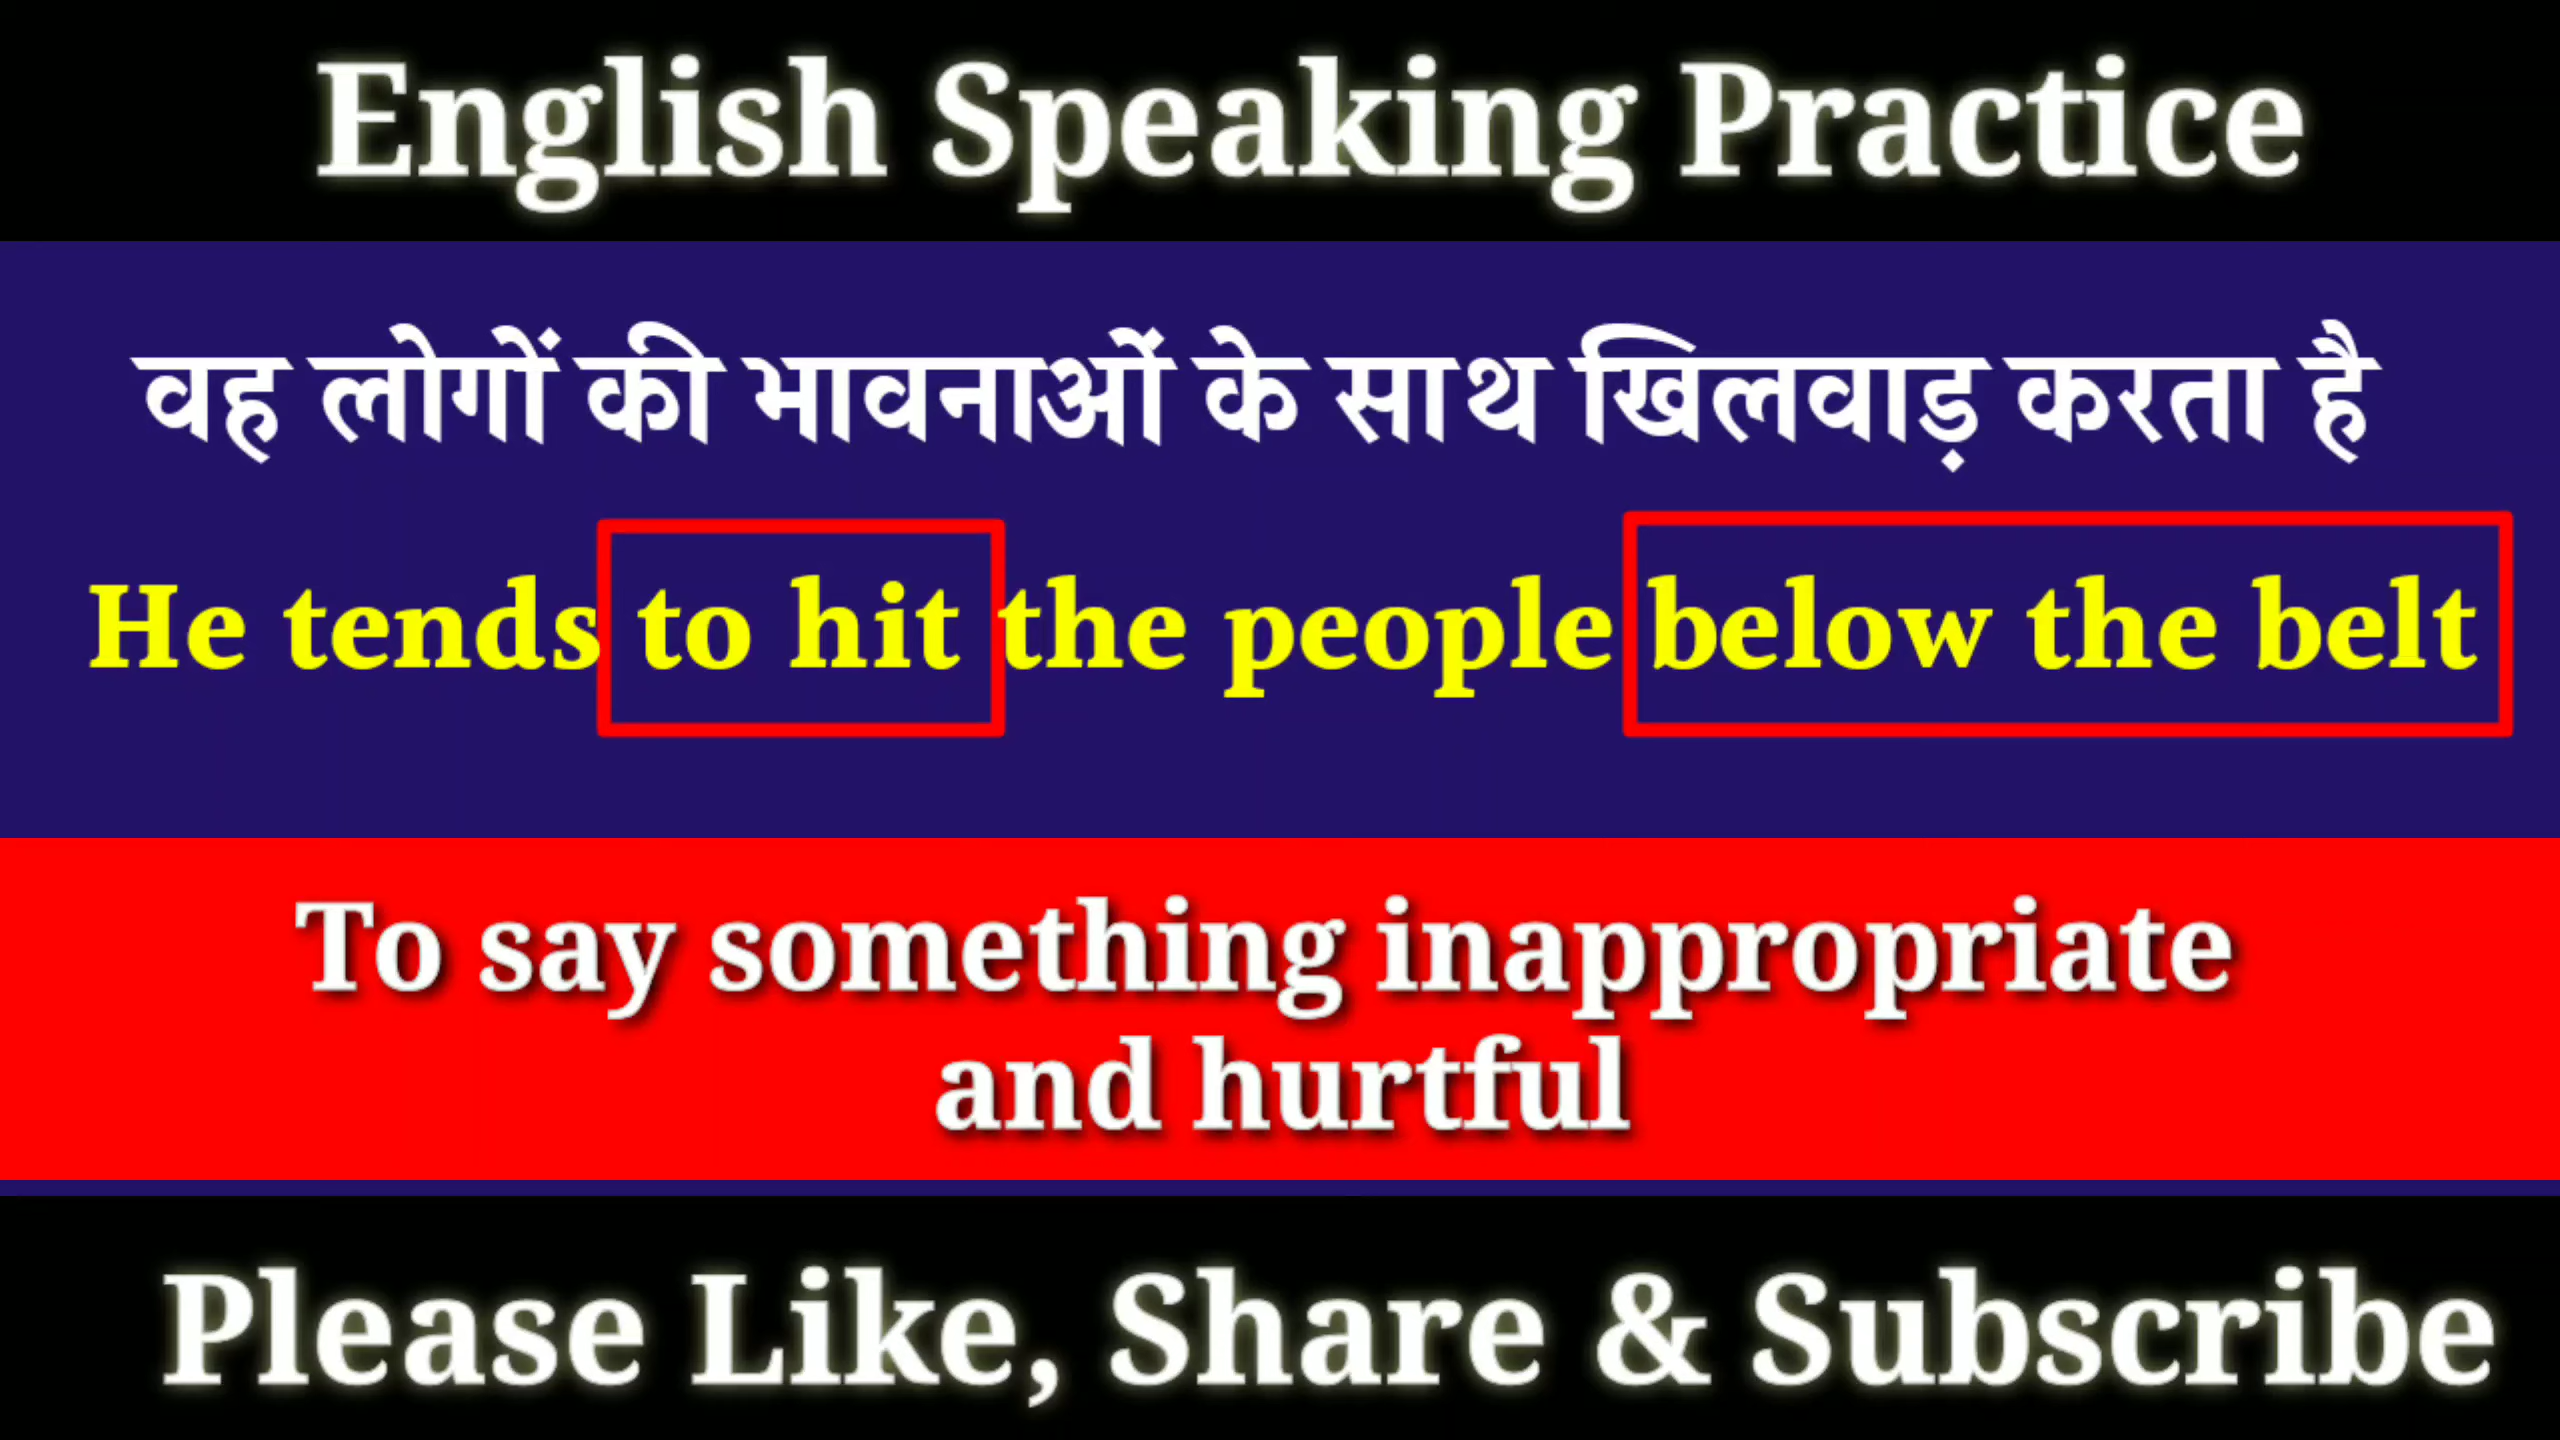 English Speaking Practice
वह लोगों की भावनाओं के साथ खिलवाड़ करता है
He tends to hit the people below the belt
To say something inappropriate
and hurtful
Please Like, Share & Subscribe